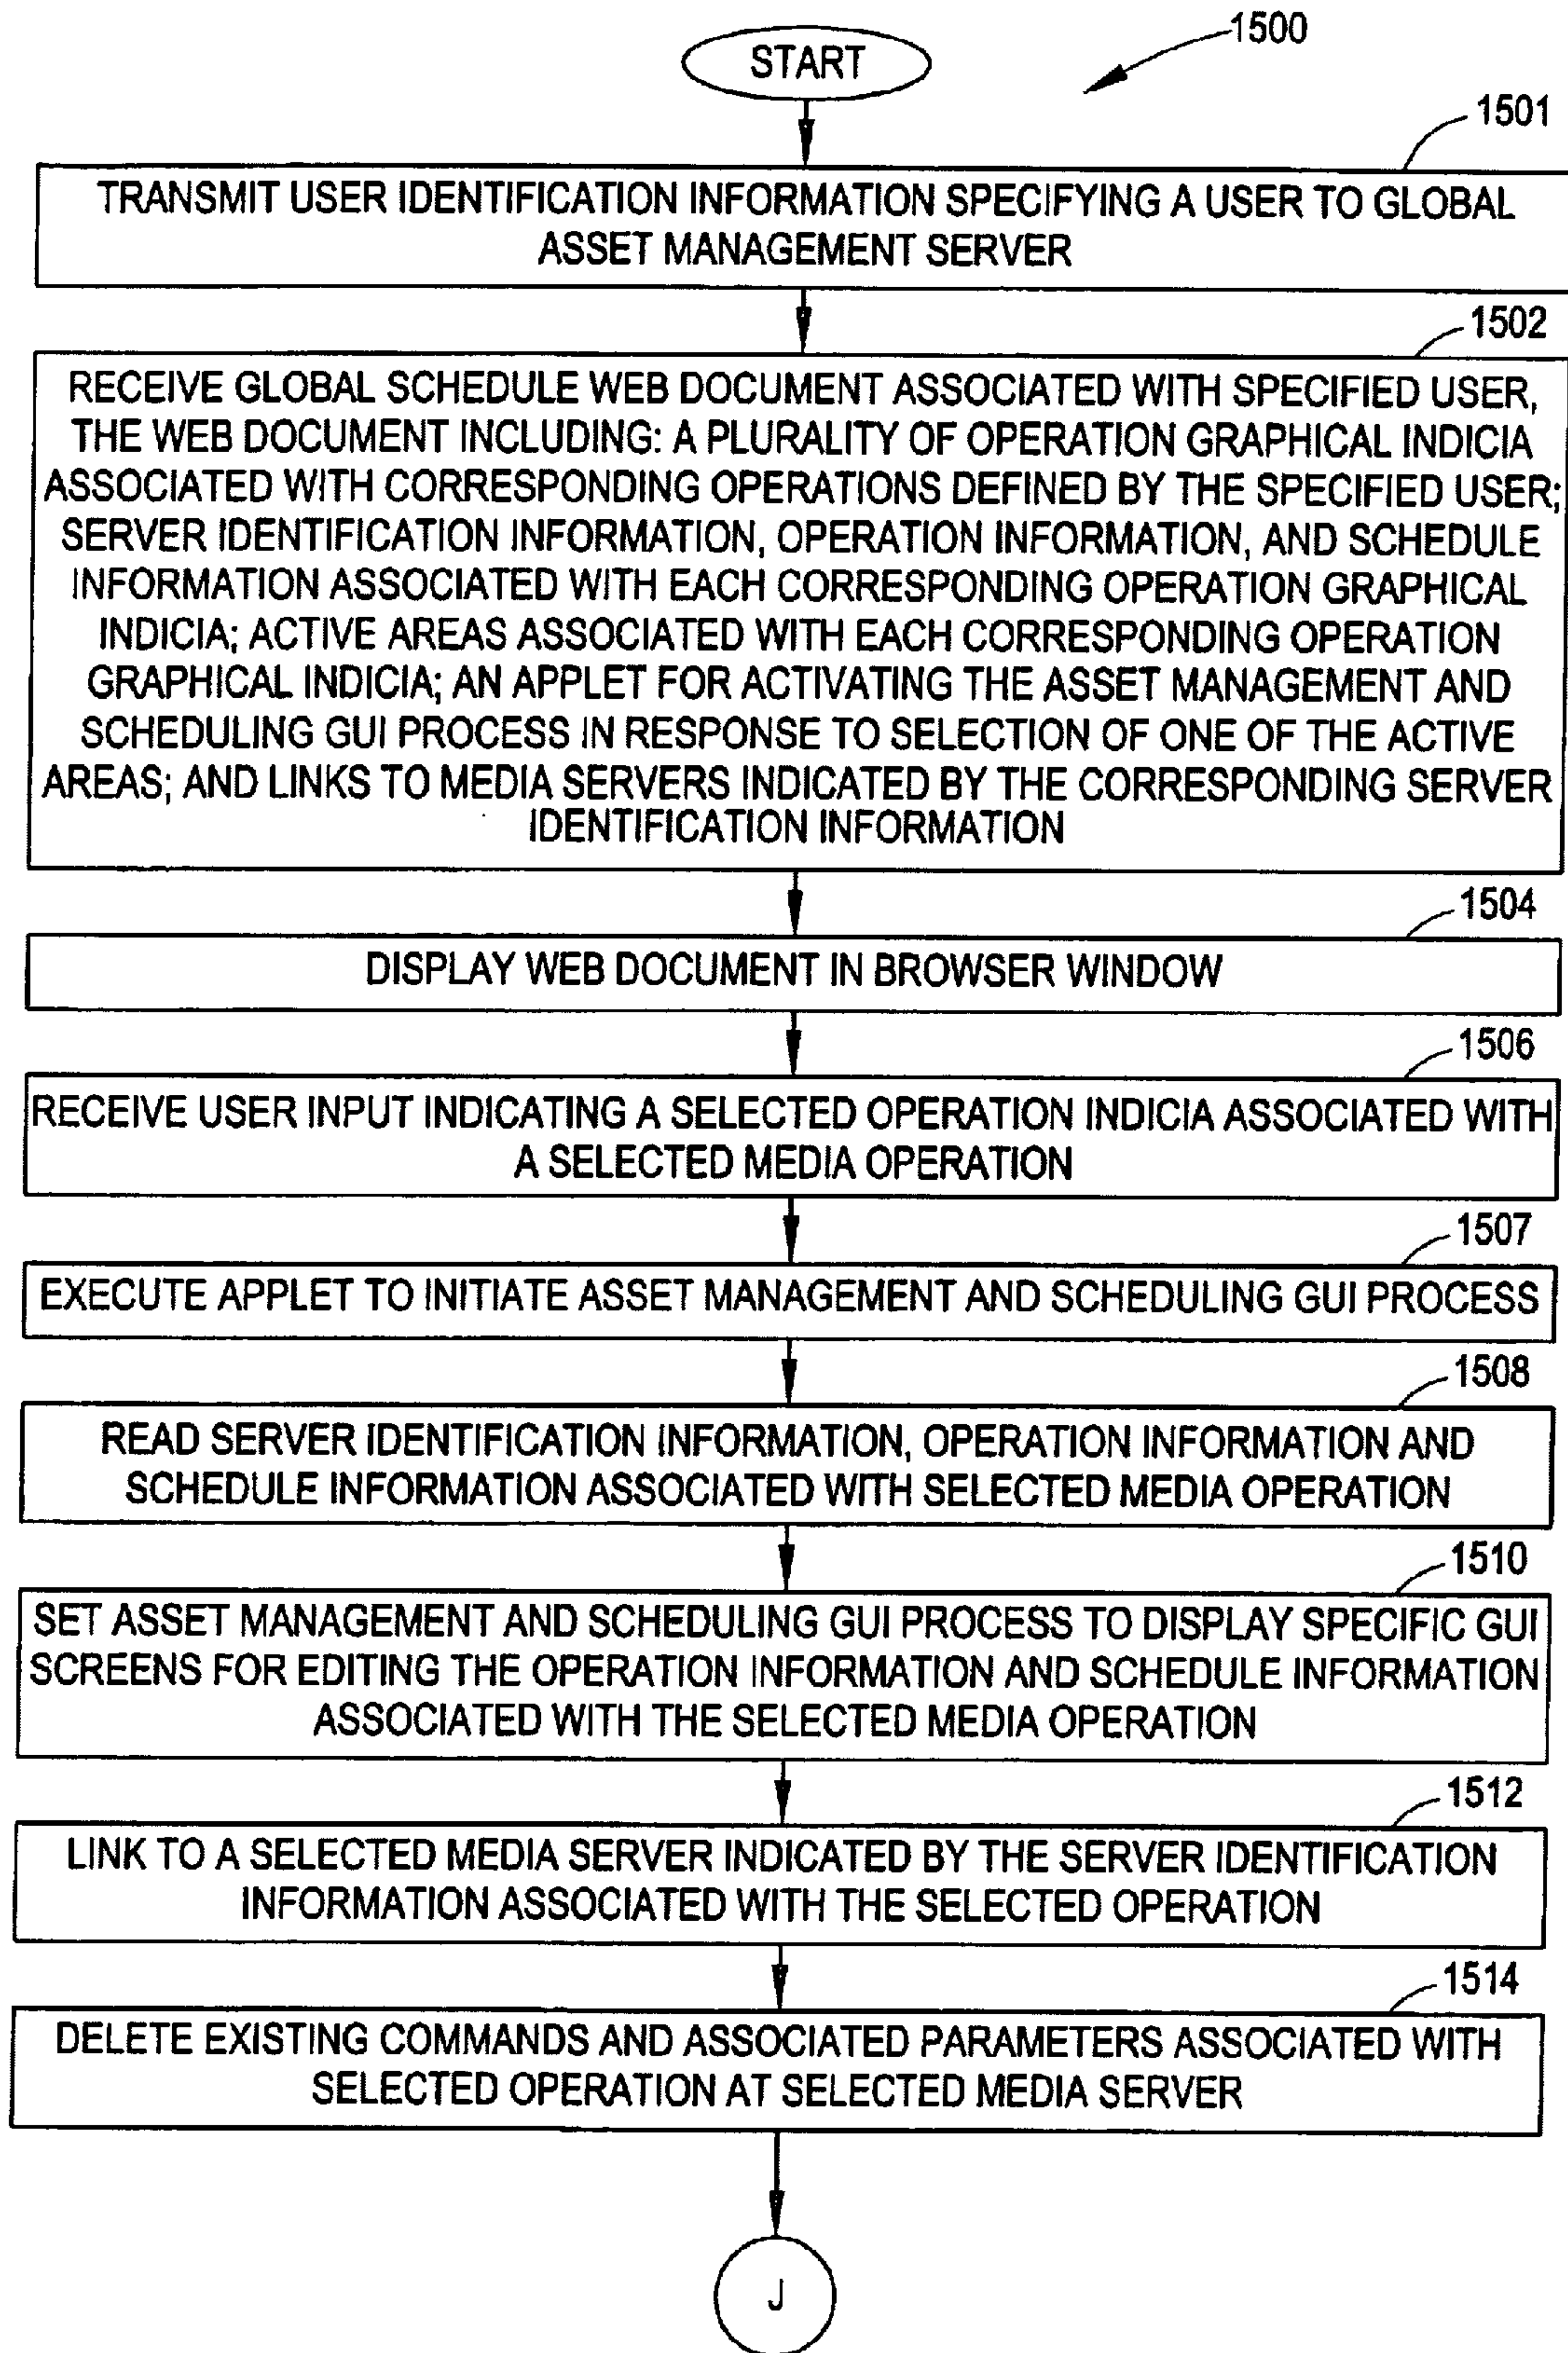 START
1500
1501
TRANSMIT USER IDENTIFICATION INFORMATION SPECIFYING A USER TO GLOBAL
ASSET MANAGEMENT SERVER
1502
RECEIVE GLOBAL SCHEDULE WEB DOCUMENT ASSOCIATED WITH SPECIFIED USER,
THE WEB DOCUMENT INCLUDING: A PLURALITY OF OPERATION GRAPHICAL INDICIA
ASSOCIATED WITH CORRESPONDING OPERATIONS DEFINED BY THE SPECIFIED USER;
SERVER IDENTIFICATION INFORMATION, OPERATION INFORMATION, AND SCHEDULE
INFORMATION ASSOCIATED WITH EACH CORRESPONDING OPERATION GRAPHICAL
INDICIA; ACTIVE AREAS ASSOCIATED WITH EACH CORRESPONDING OPERATION
GRAPHICAL INDICIA; AN APPLET FOR ACTIVATING THE ASSET MANAGEMENT AND
SCHEDULING GUI PROCESS IN RESPONSE TO SELECTION OF ONE OF THE ACTIVE
AREAS; AND LINKS TO MEDIA SERVERS INDICATED BY THE CORRESPONDING SERVER
IDENTIFICATION INFORMATION
1504
DISPLAY WEB DOCUMENT IN BROWSER WINDOW
1506
RECEIVE USER INPUT INDICATING A SELECTED OPERATION INDICIA ASSOCIATED WITH
A SELECTED MEDIA OPERATION
1507
EXECUTE APPLET TO INITIATE ASSET MANAGEMENT AND SCHEDULING GUI PROCESS
1508
READ SERVER IDENTIFICATION INFORMATION, OPERATION INFORMATION AND
SCHEDULE INFORMATION ASSOCIATED WITH SELECTED MEDIA OPERATION
1510
SET ASSET MANAGEMENT AND SCHEDULING GUI PROCESS TO DISPLAY SPECIFIC GUI
SCREENS FOR EDITING THE OPERATION INFORMATION AND SCHEDULE INFORMATION
ASSOCIATED WITH THE SELECTED MEDIA OPERATION
1512
LINK TO A SELECTED MEDIA SERVER INDICATED BY THE SERVER IDENTIFICATION
INFORMATION ASSOCIATED WITH THE SELECTED OPERATION
1514
DELETE EXISTING COMMANDS AND ASSOCIATED PARAMETERS ASSOCIATED WITH
SELECTED OPERATION AT SELECTED MEDIA SERVER
J